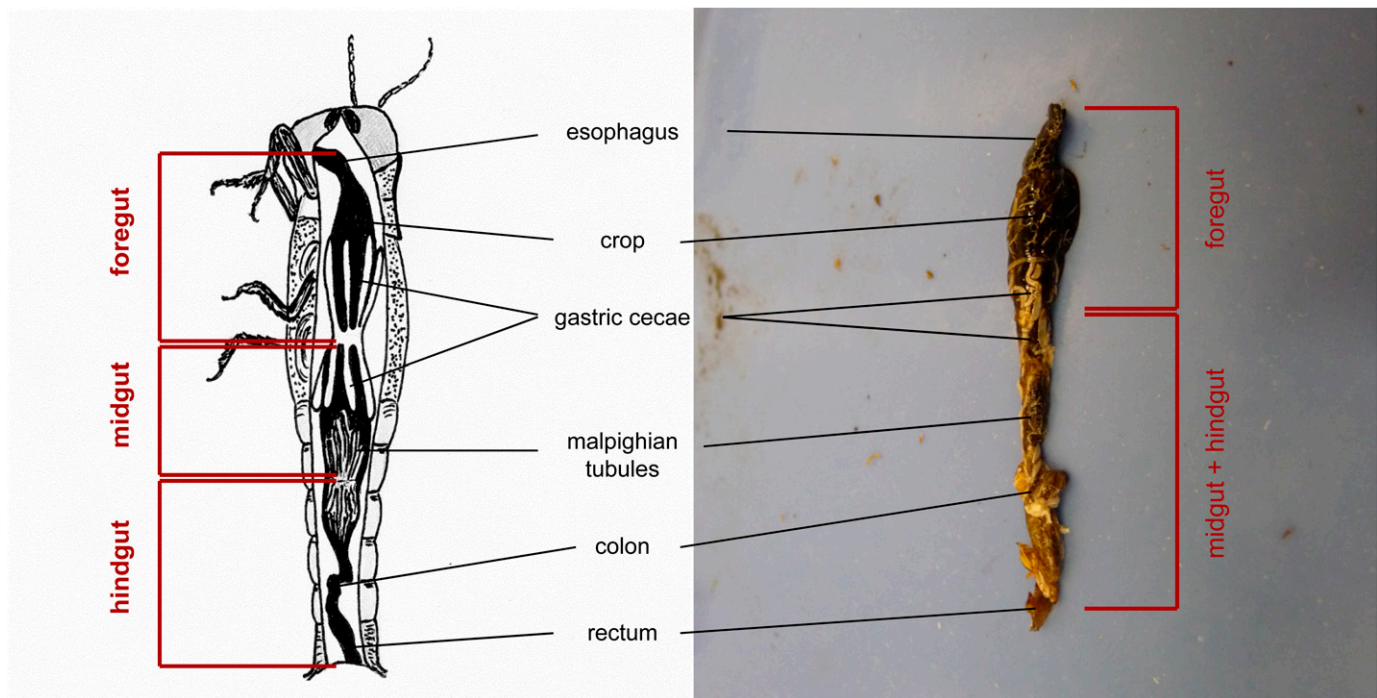 esophagus
crop
gastric cecae
malpighian
tubules
colon
rectum
foregut
midgut
hindgut
foregut
midgut + hindgut